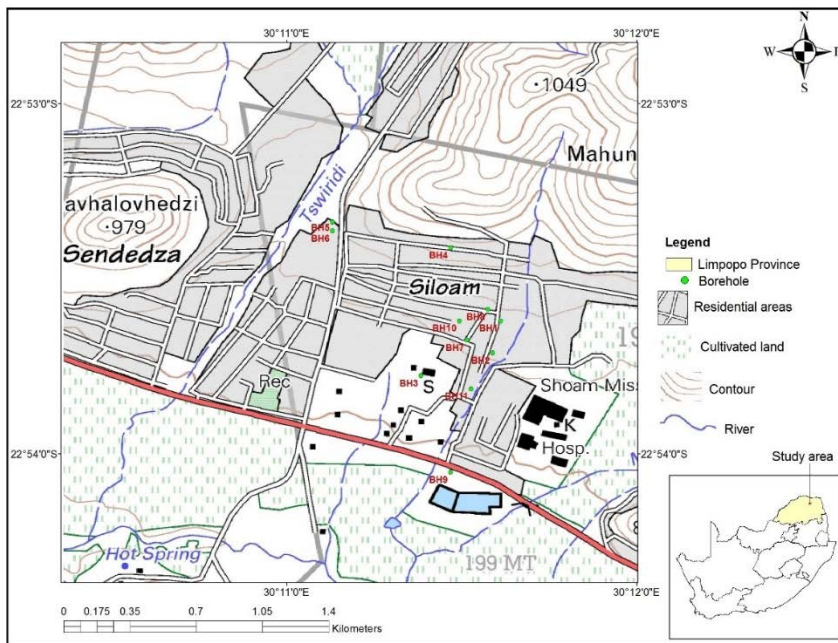 30°11'0"E
30°12'0"E
N
W
E
S
22°53'0"S
22°53'0"S
1049
Mahun
avhalovhedzi
979
Sendedza
Tswiridi
BH5
BH6
BH4
Siloam
BH10
BH8
BH1
BH7
BH2
BH3
S
BH11
Rec
Shoam Miss
K
Hosp.
22°54'0"S
22°54'0"S
BH9
Hot Spring
199 MT
30°11'0"E
30°12'0"E
Legend
Limpopo Province
Borehole
Residential areas
Cultivated land
Contour
River
Study area
0 0.175 0.35 0.7 1.05 1.4
Kilometers